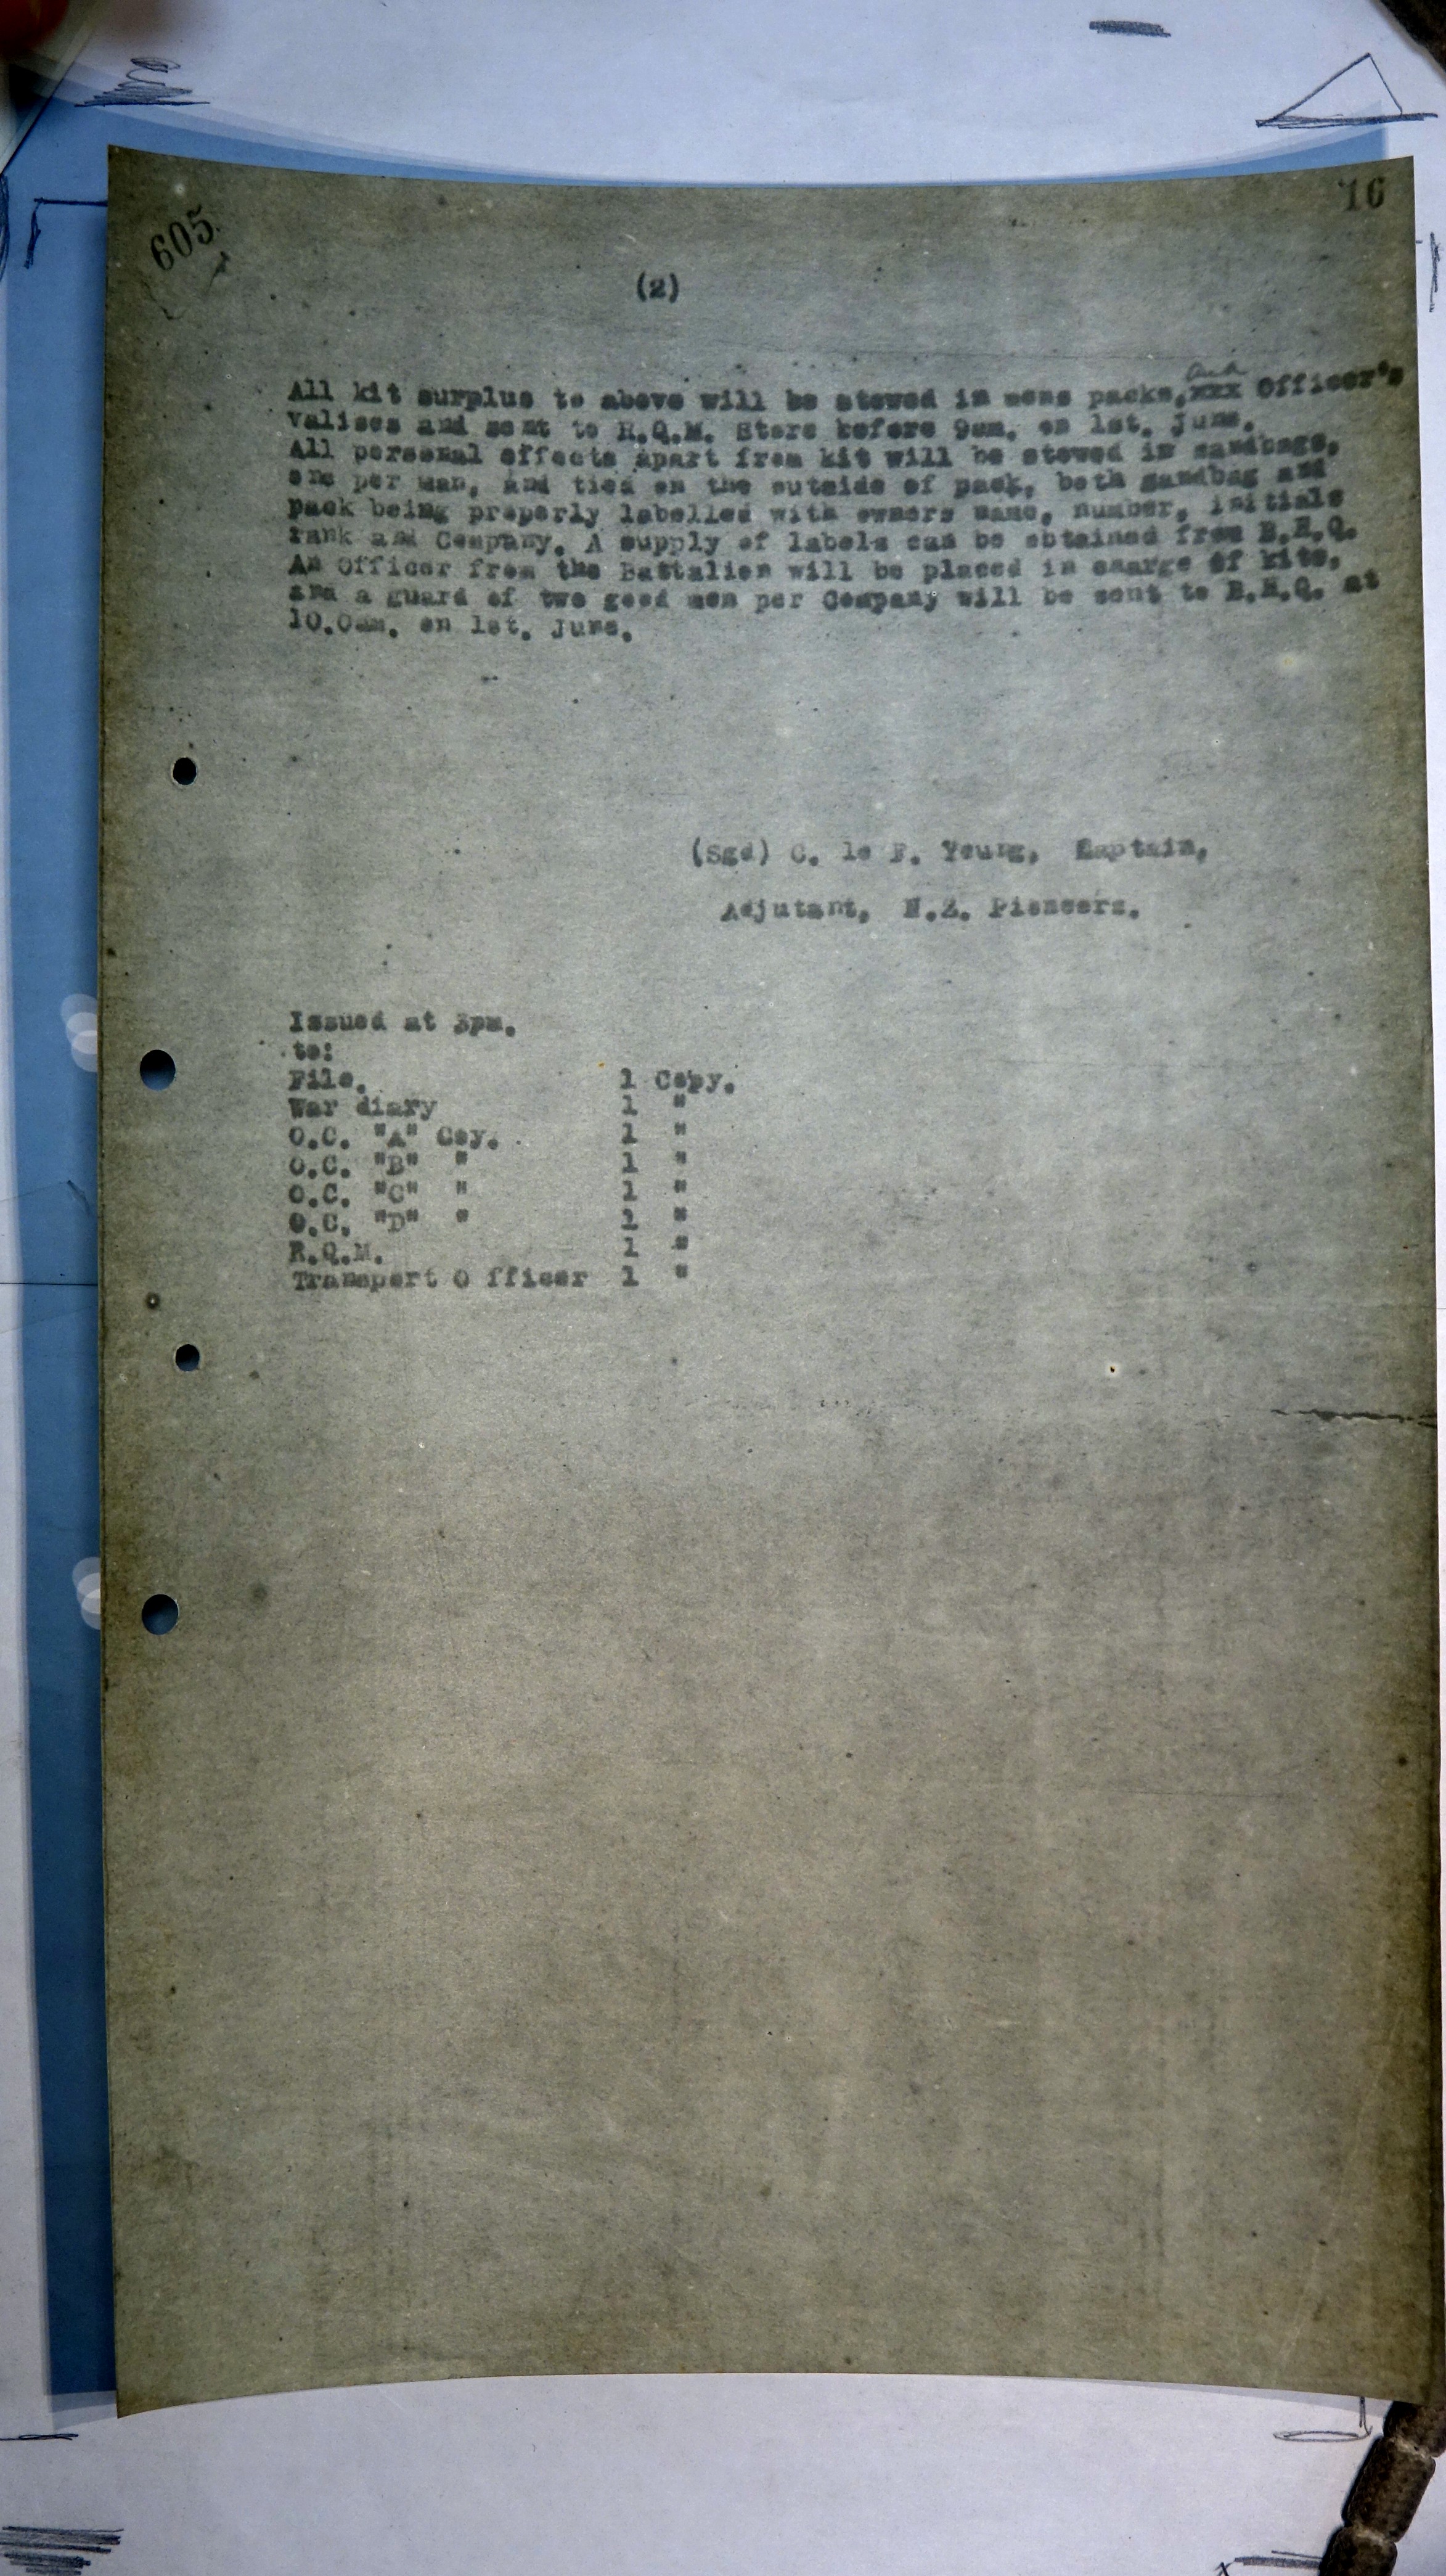 605.
16
(2)
and
All kit surplus to above will be stowed in mens packs, xxx Officer's
Valises and sent to R.Q.M. Store before 9am. on 1st. June.
All personal effects apart from kit will be stowed in sandbags,
one per man, and tied on the outside of pack, both sandbag and
pack being properly labelled with owners name, number, initials
rank and Company. A supply of labels can be obtained from B.H.Q.
An Officer from the Battalion will be placed in charge of kits,
and a guard of two good men per Company will be sent to B.H.Q. at
10.0am. on 1st. June.
(Sgd) C. le F. Young, Captain,
Adjutant, N.Z. Pioneers.
Issued at 3pm.
to:
File. 1 Copy.
War diary 1 "
O.C. "A" Coy. 1 "
O.C. "B" " 1 "
O.C. "C" " 1 "
O.C. "D" " 1 "
R.Q.M. 1 "
Transport O fficer 1 "